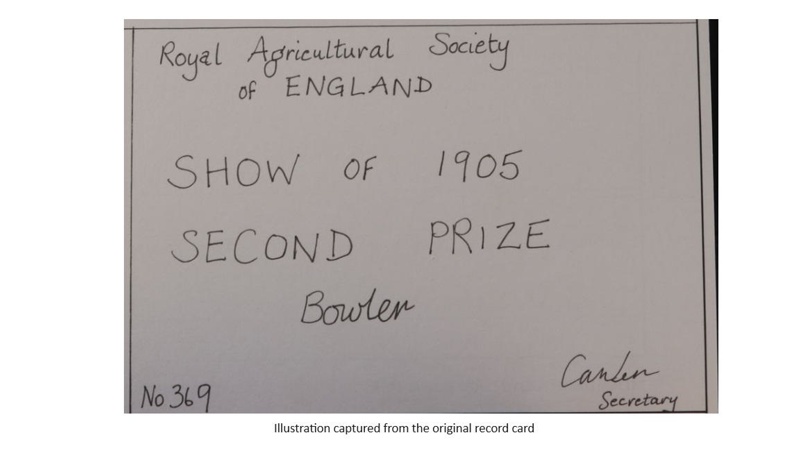 Royal Agricultural Society
of ENGLAND
SHOW OF 1905
SECOND PRIZE
Bowler
No 369
Secretary
Illustration captured from the original record card